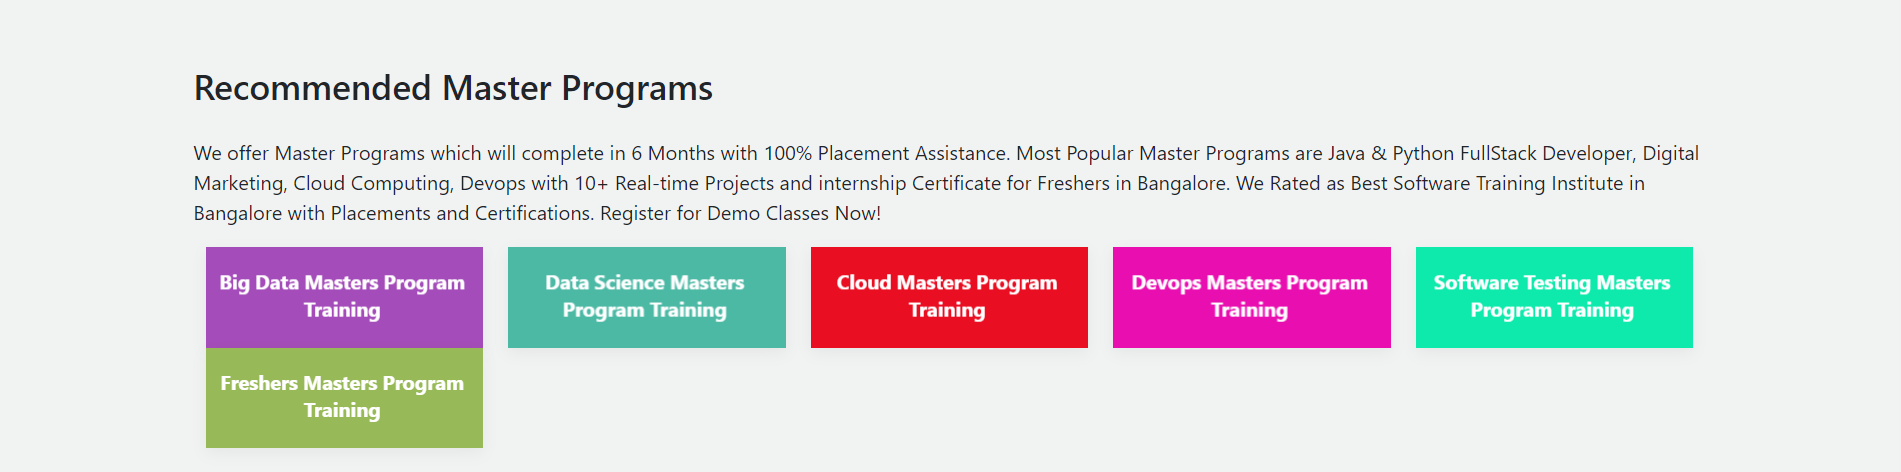 Recommended Master Programs
We offer Master Programs which will complete in 6 Months with 100% Placement Assistance. Most Popular Master Programs are Java & Python FullStack Developer, Digital
Marketing, Cloud Computing, Devops with 10+ Real-time Projects and internship Certificate for Freshers in Bangalore. We Rated as Best Software Training Institute in
Bangalore with Placements and Certifications. Register for Demo Classes Now!
Big Data Masters Program
Training
Data Science Masters
Program Training
Cloud Masters Program
Training
Devops Masters Program
Training
Software Testing Masters
Program Training
Freshers Masters Program
Training